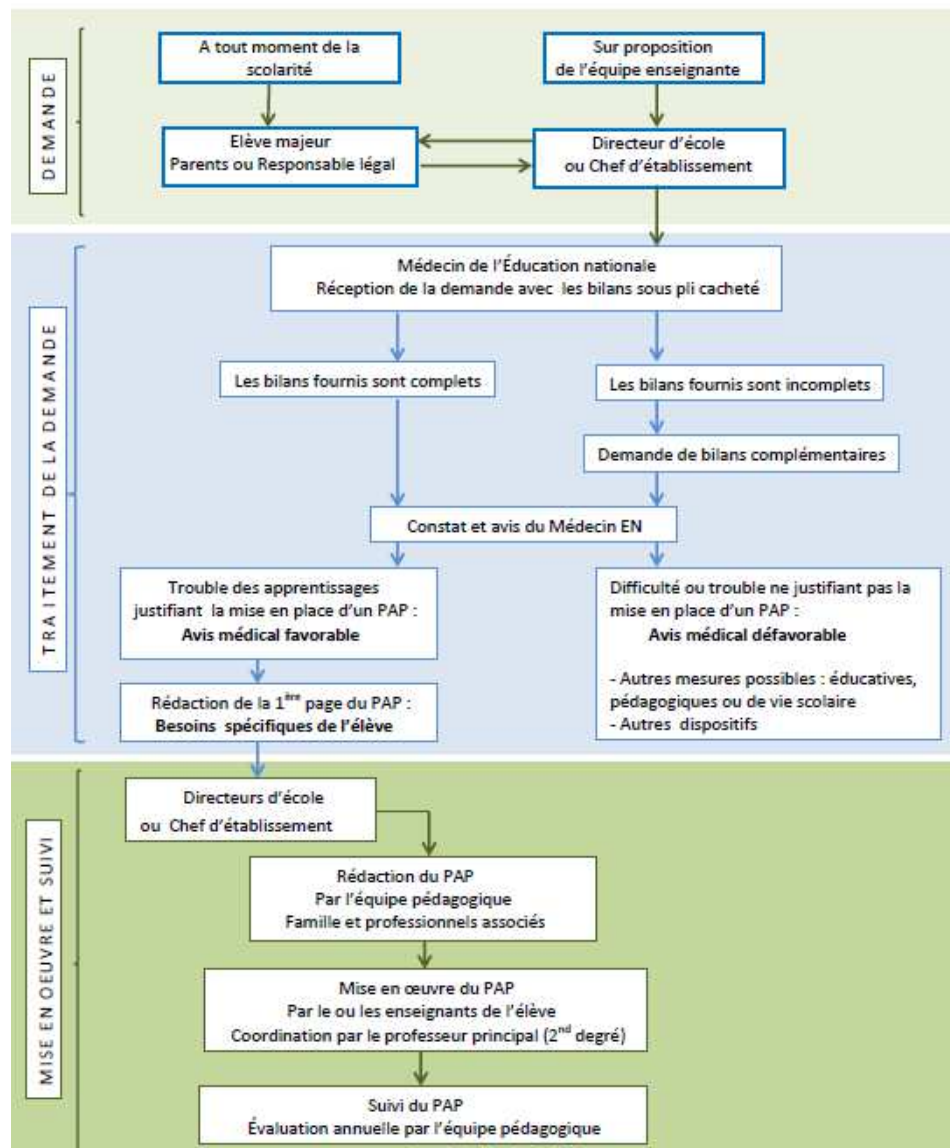 DEMANDE
A tout moment de la
scolarité
Sur proposition
de l'équipe enseignante
Elève majeur
Parents ou Responsable légal
Directeur d'école
ou Chef d'établissement
TRAITEMENT DE LA DEMANDE
Médecin de l'Éducation nationale
Réception de la demande avec les bilans sous pli cacheté
Les bilans fournis sont complets
Les bilans fournis sont incomplets
Demande de bilans complémentaires
Constat et avis du Médecin EN
Trouble des apprentissages
justifiant la mise en place d'un PAP :
Avis médical favorable
Difficulté ou trouble ne justifiant pas la
mise en place d'un PAP :
Avis médical défavorable
- Autres mesures possibles : éducatives,
pédagogiques ou de vie scolaire
- Autres dispositifs
Rédaction de la 1ère page du PAP :
Besoins spécifiques de l'élève
MISE EN OEUVRE ET SUIVI
Directeurs d'école
ou Chef d'établissement
Rédaction du PAP
Par l'équipe pédagogique
Famille et professionnels associés
Mise en œuvre du PAP
Par le ou les enseignants de l'élève
Coordination par le professeur principal (2nd degré)
Suivi du PAP
Évaluation annuelle par l'équipe pédagogique